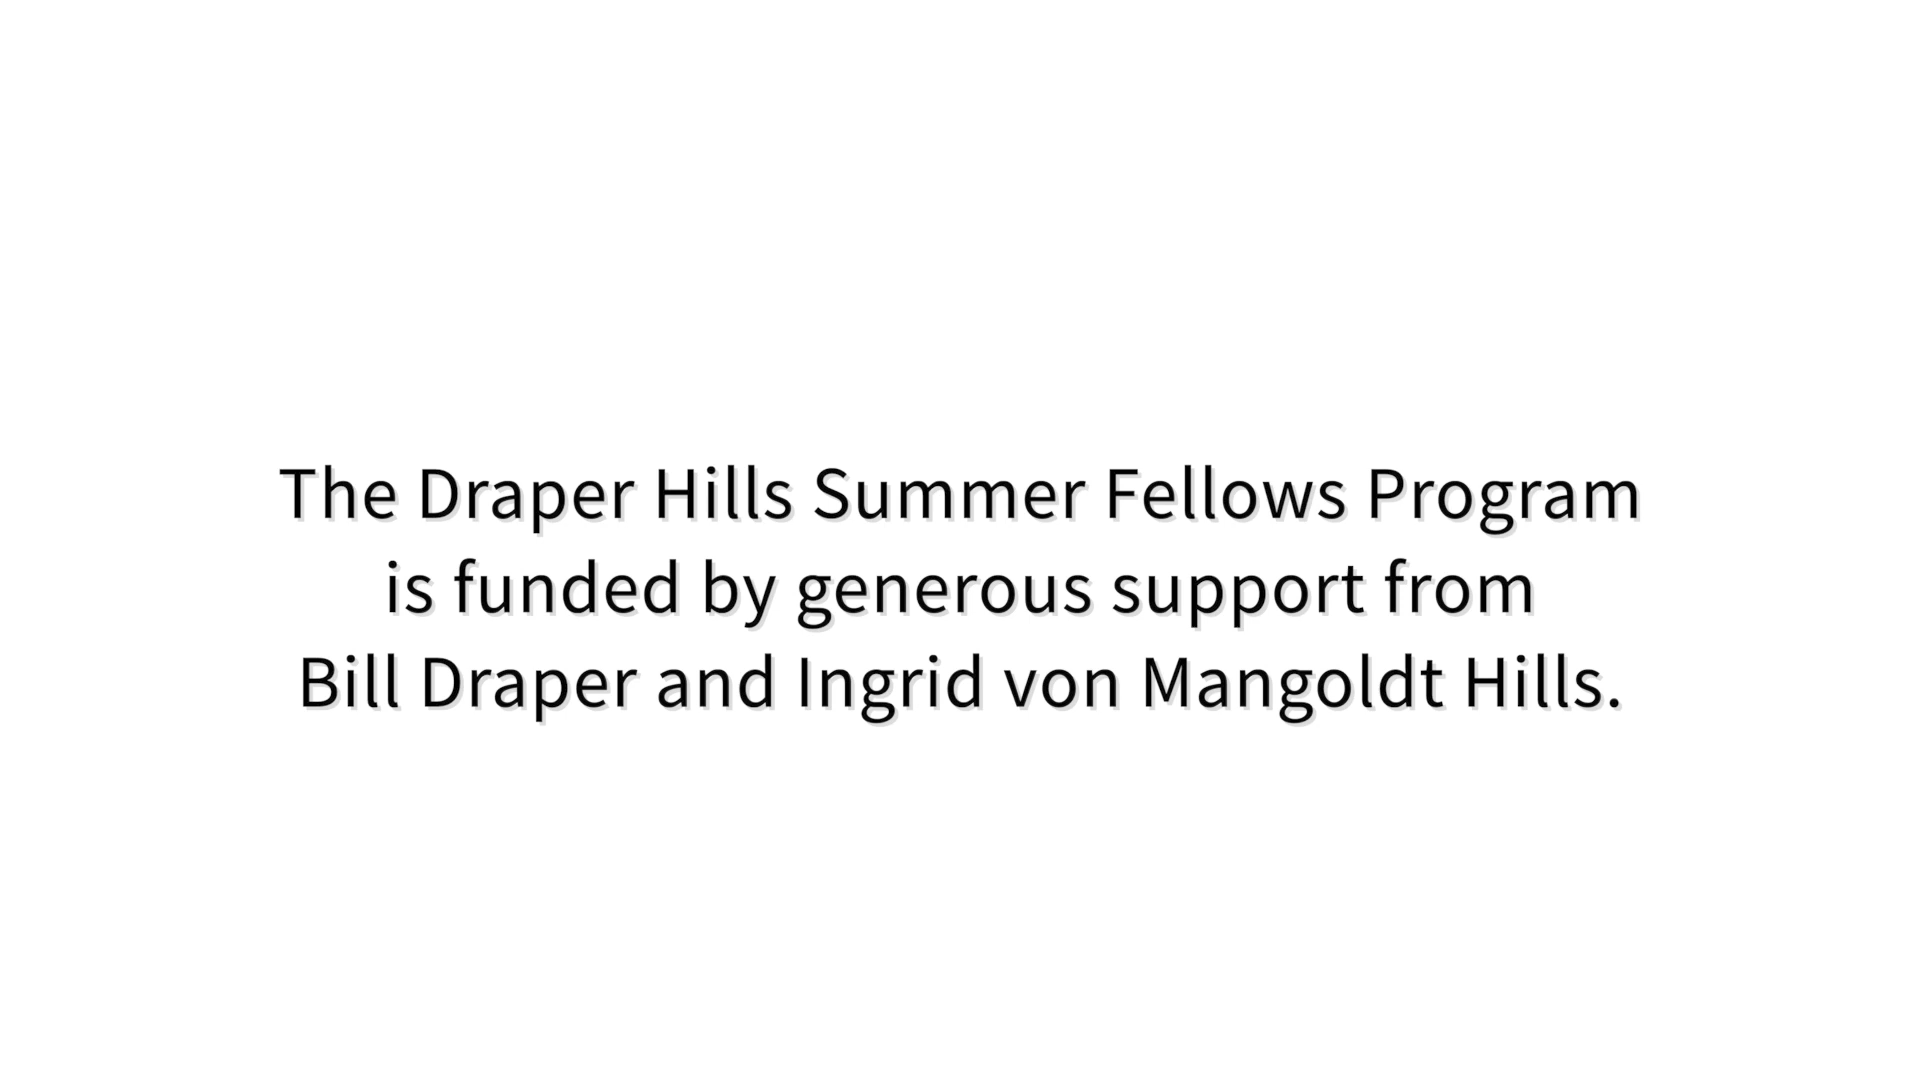 The Draper Hills Summer Fellows Program
is funded by generous support from
Bill Draper and Ingrid von Mangoldt Hills.